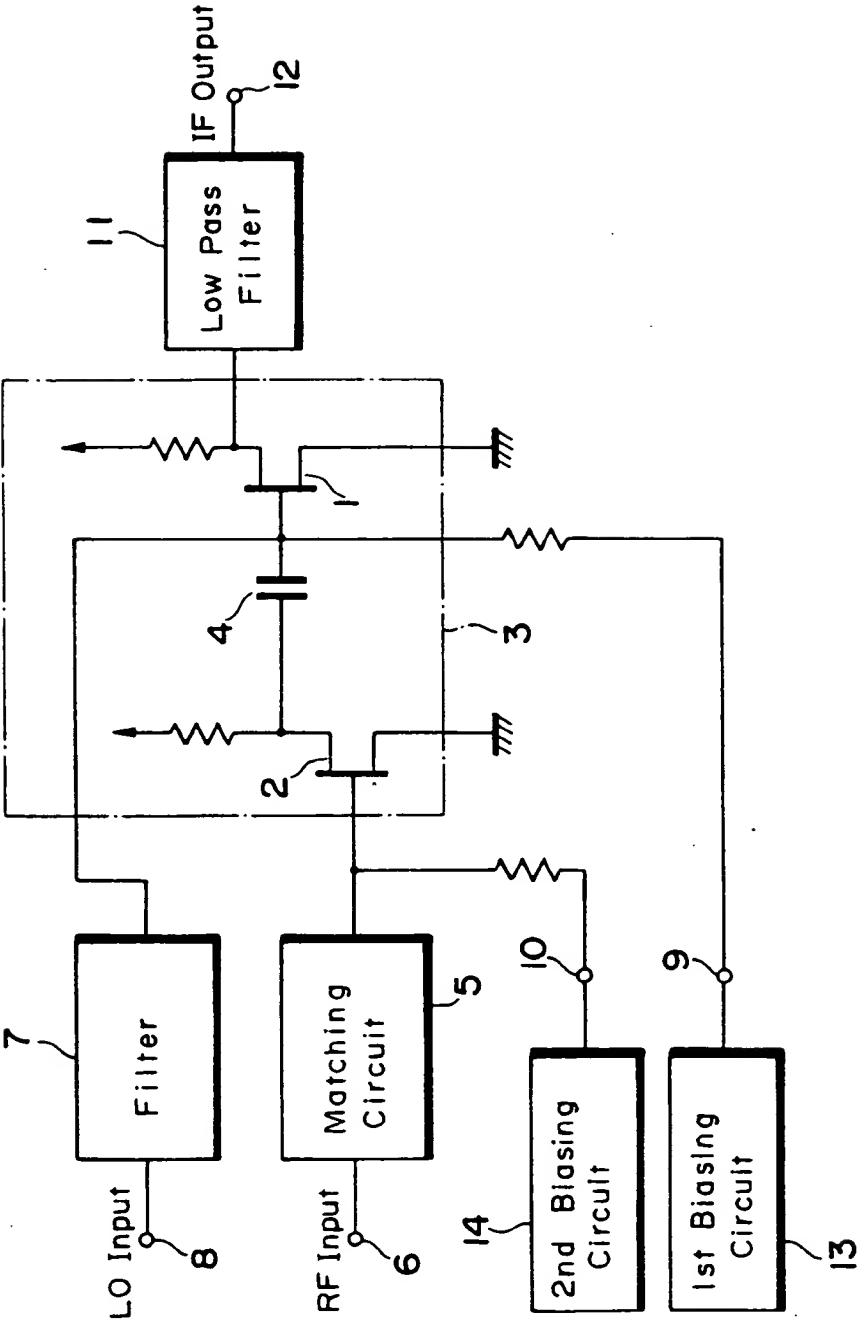 LO Input
8
7
Filter
RF Input
6
Matching
Circuit
5
14
2nd Biasing
Circuit
10
1st Biasing
Circuit
13
9
2
4
3
1
11
Low Pass
Filter
IF Output
12